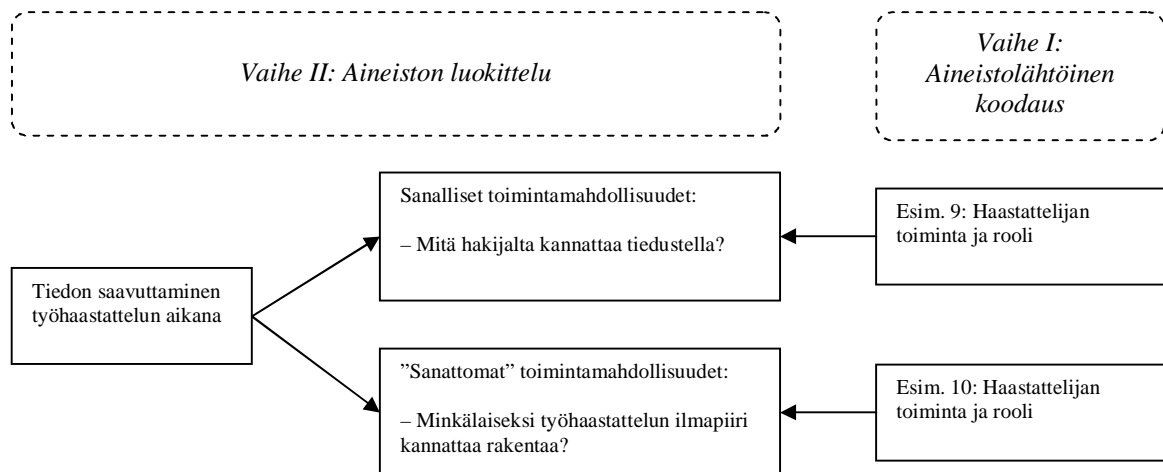 Vaihe II: Aineiston luokittelu
Vaihe I:
Aineistolähtöinen
koodaus
Sanalliset toimintamahdollisuudet:
– Mitä hakijalta kannattaa tiedustella?
Esim. 9: Haastattelijan
toiminta ja rooli
Tiedon saavuttaminen
työhaastattelun aikana
”Sanattomat” toimintamahdollisuudet:
– Minkälaiseksi työhaastattelun ilmapiiri
kannattaa rakentaa?
Esim. 10: Haastattelijan
toiminta ja rooli